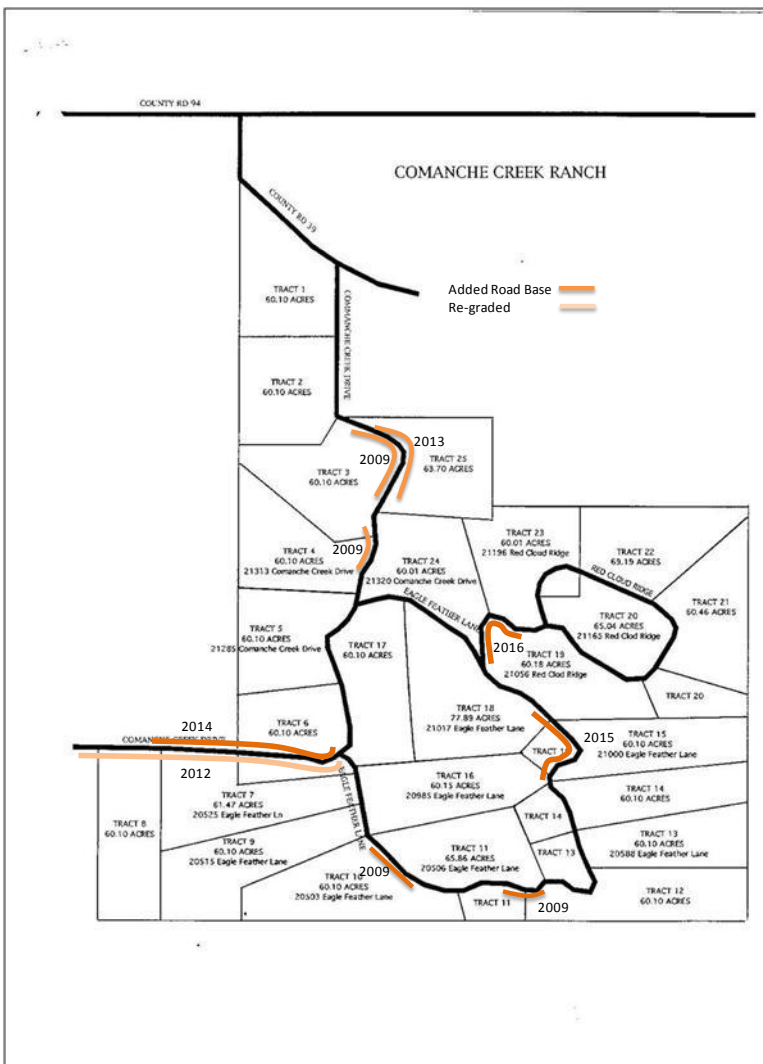 COUNTY RD 94
COMANCHE CREEK RANCH
COUNTY RD 39
Added Road Base
Re-graded
TRACT 1
60.10 ACRES
COMMANCHE CREEK DRIVE
TRACT 2
60.10 ACRES
2013
2009
TRACT 25
63.70 ACRES
TRACT 3
60.10 ACRES
2009
TRACT 4
60.10 ACRES
21313 Comanche Creek Drive
TRACT 24
60.01 ACRES
21320 Comanche Creek Drive
TRACT 23
60.01 ACRES
21196 Red Cloud Ridge
TRACT 22
69.19 ACRES
RED CLOUD RIDGE
TRACT 21
60.46 ACRES
TRACT 20
65.04 ACRES
21165 Red Clod Ridge
EAGLE FEATHER LANE
TRACT 5
60.10 ACRES
21285 Comanche Creek Drive
TRACT 17
60.10 ACRES
2016
TRACT 19
60.18 ACRES
21056 Red Clod Ridge
TRACT 20
TRACT 18
77.89 ACRES
21017 Eagle Feather Lane
TRACT 6
60.10 ACRES
2014
COMANCHE CREEK DRIVE
2012
2015
TRACT 15
60.10 ACRES
21000 Eagle Feather Lane
TRACT
TRACT 16
60.15 ACRES
20985 Eagle Feather Lane
TRACT 7
61.47 ACRES
20525 Eagle Feather Ln
EAGLE FEATHER LANE
TRACT 14
60.10 ACRES
TRACT 14
TRACT 8
60.10 ACRES
TRACT 9
60.10 ACRES
20515 Eagle Feather Lane
TRACT 11
65.86 ACRES
20506 Eagle Feather Lane
TRACT 13
TRACT 13
60.10 ACRES
20588 Eagle Feather Lane
2009
TRACT 10
60.10 ACRES
20503 Eagle Feather Lane
TRACT 11
2009
TRACT 12
60.10 ACRES